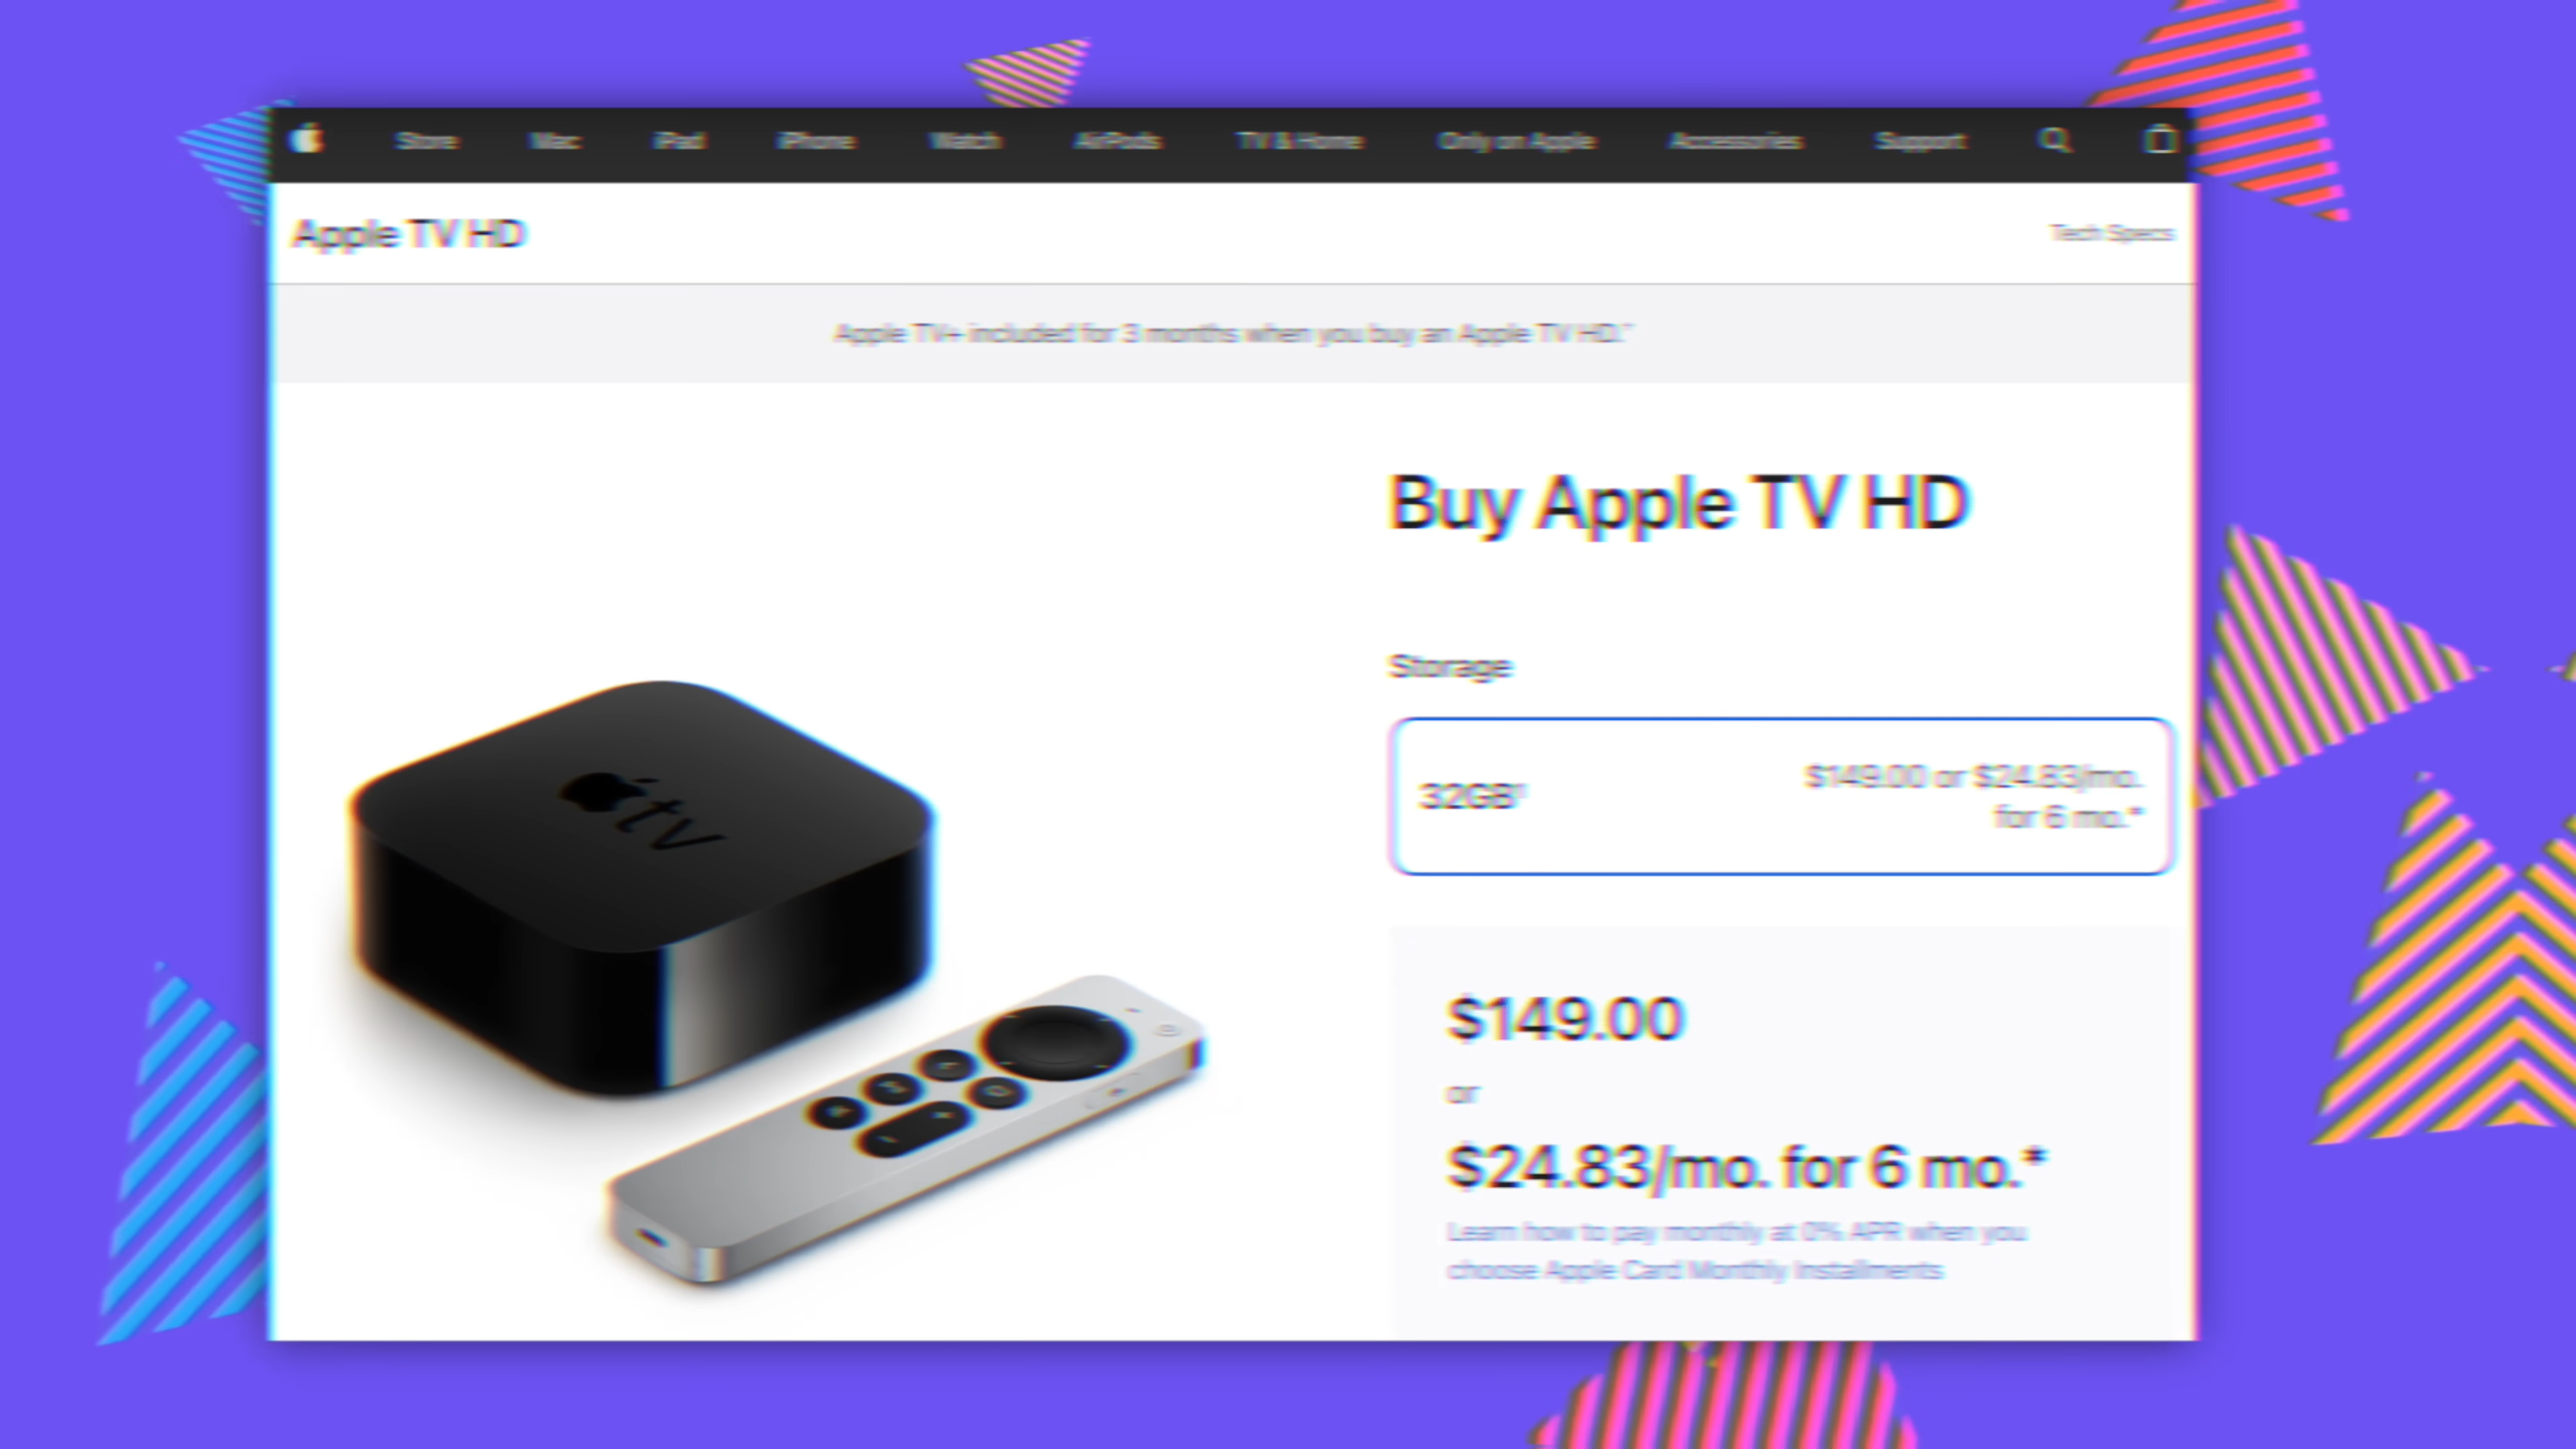 Store Mac iPad iPhone Watch AirPods TV & Home Only on Apple Accessories Support
Apple TV HD
Tech Specs
Apple TV+ included for 3 months when you buy an Apple TV HD.
Buy Apple TV HD
Storage
32GB
$149.00 or $24.83/mo.
for 6 mo.*
tv
$149.00
or
$24.83/mo. for 6 mo.*
Learn how to pay monthly at 0% APR when you
choose Apple Card Monthly Installments